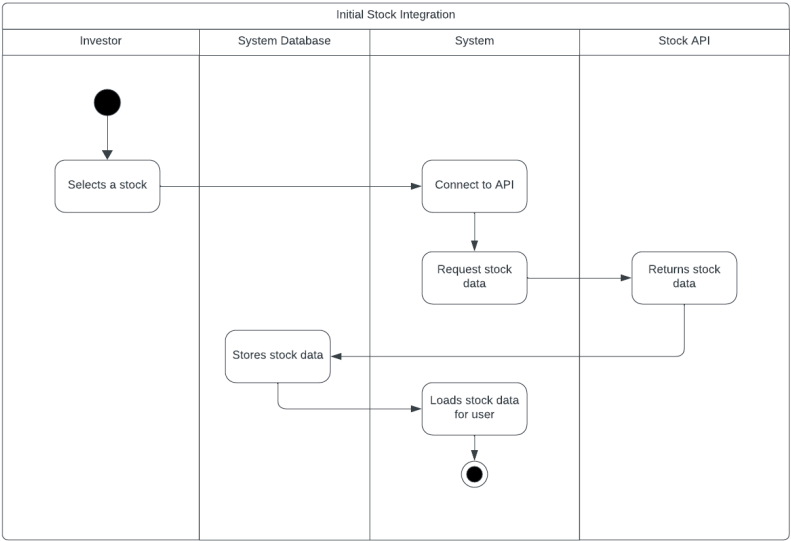 Initial Stock Integration
Investor
System Database
System
Stock API
Selects a stock
Connect to API
Request stock
data
Returns stock
data
Stores stock data
Loads stock data
for user